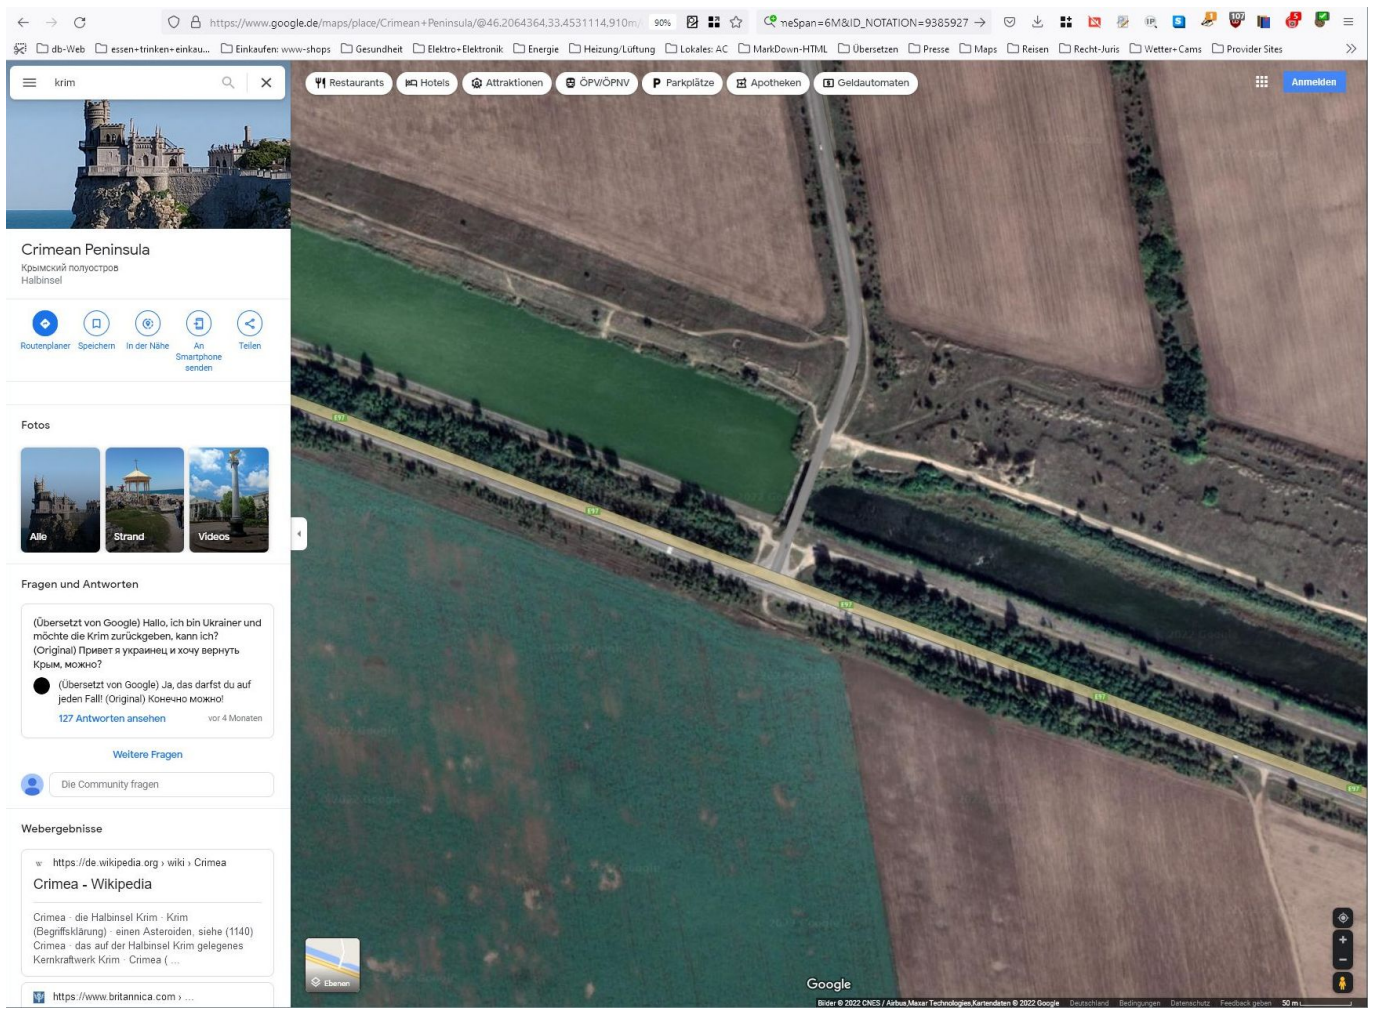 https://www.google.de/maps/place/Crimean+Peninsula/@46.2064364,33.4531114,910m/
90%
neSpan=6M&ID_NOTATION=9385927
107
5
db-Web
essen+trinken+einkau...
Einkaufen: www-shops
Gesundheit
Elektro+Elektronik
Energie
Heizung/Lüftung
Lokales: AC
MarkDown-HTML
Übersetzen
Presse
Maps
Reisen
Recht-Juris
Wetter+Cams
Provider Sites
krim
Restaurants
Hotels
Attraktionen
ÖPV/ÖPNV
Parkplätze
Apotheken
Geldautomaten
Anmelden
Crimean Peninsula
Крымский полуостров
Halbinsel
Routenplaner
Speichern
In der Nähe
An
Smartphone
senden
Teilen
Fotos
Alle
Strand
Videos
Fragen und Antworten
(Übersetzt von Google) Hallo, ich bin Ukrainer und
möchte die Krim zurückgeben, kann ich?
(Original) Привет я украинец и хочу вернуть
Крым, можно?
(Übersetzt von Google) Ja, das darfst du auf
jeden Fall! (Original) Конечно можно!
127 Antworten ansehen
vor 4 Monaten
Weitere Fragen
Die Community fragen
Webergebnisse
W https://de.wikipedia.org › wiki › Crimea
Crimea - Wikipedia
Crimea · die Halbinsel Krim · Krim
(Begriffsklärung) · einen Asteroiden, siehe (1140)
Crimea · das auf der Halbinsel Krim gelegenes
Kernkraftwerk Krim · Crimea ( ...
https://www.britannica.com › ...
E97
E97
E97
E97
E97
Ebenen
Google
Bilder © 2022 CNES / Airbus,Maxar Technologies,Kartendaten © 2022 Google
Deutschland
Bedingungen
Datenschutz
Feedback geben
50 m